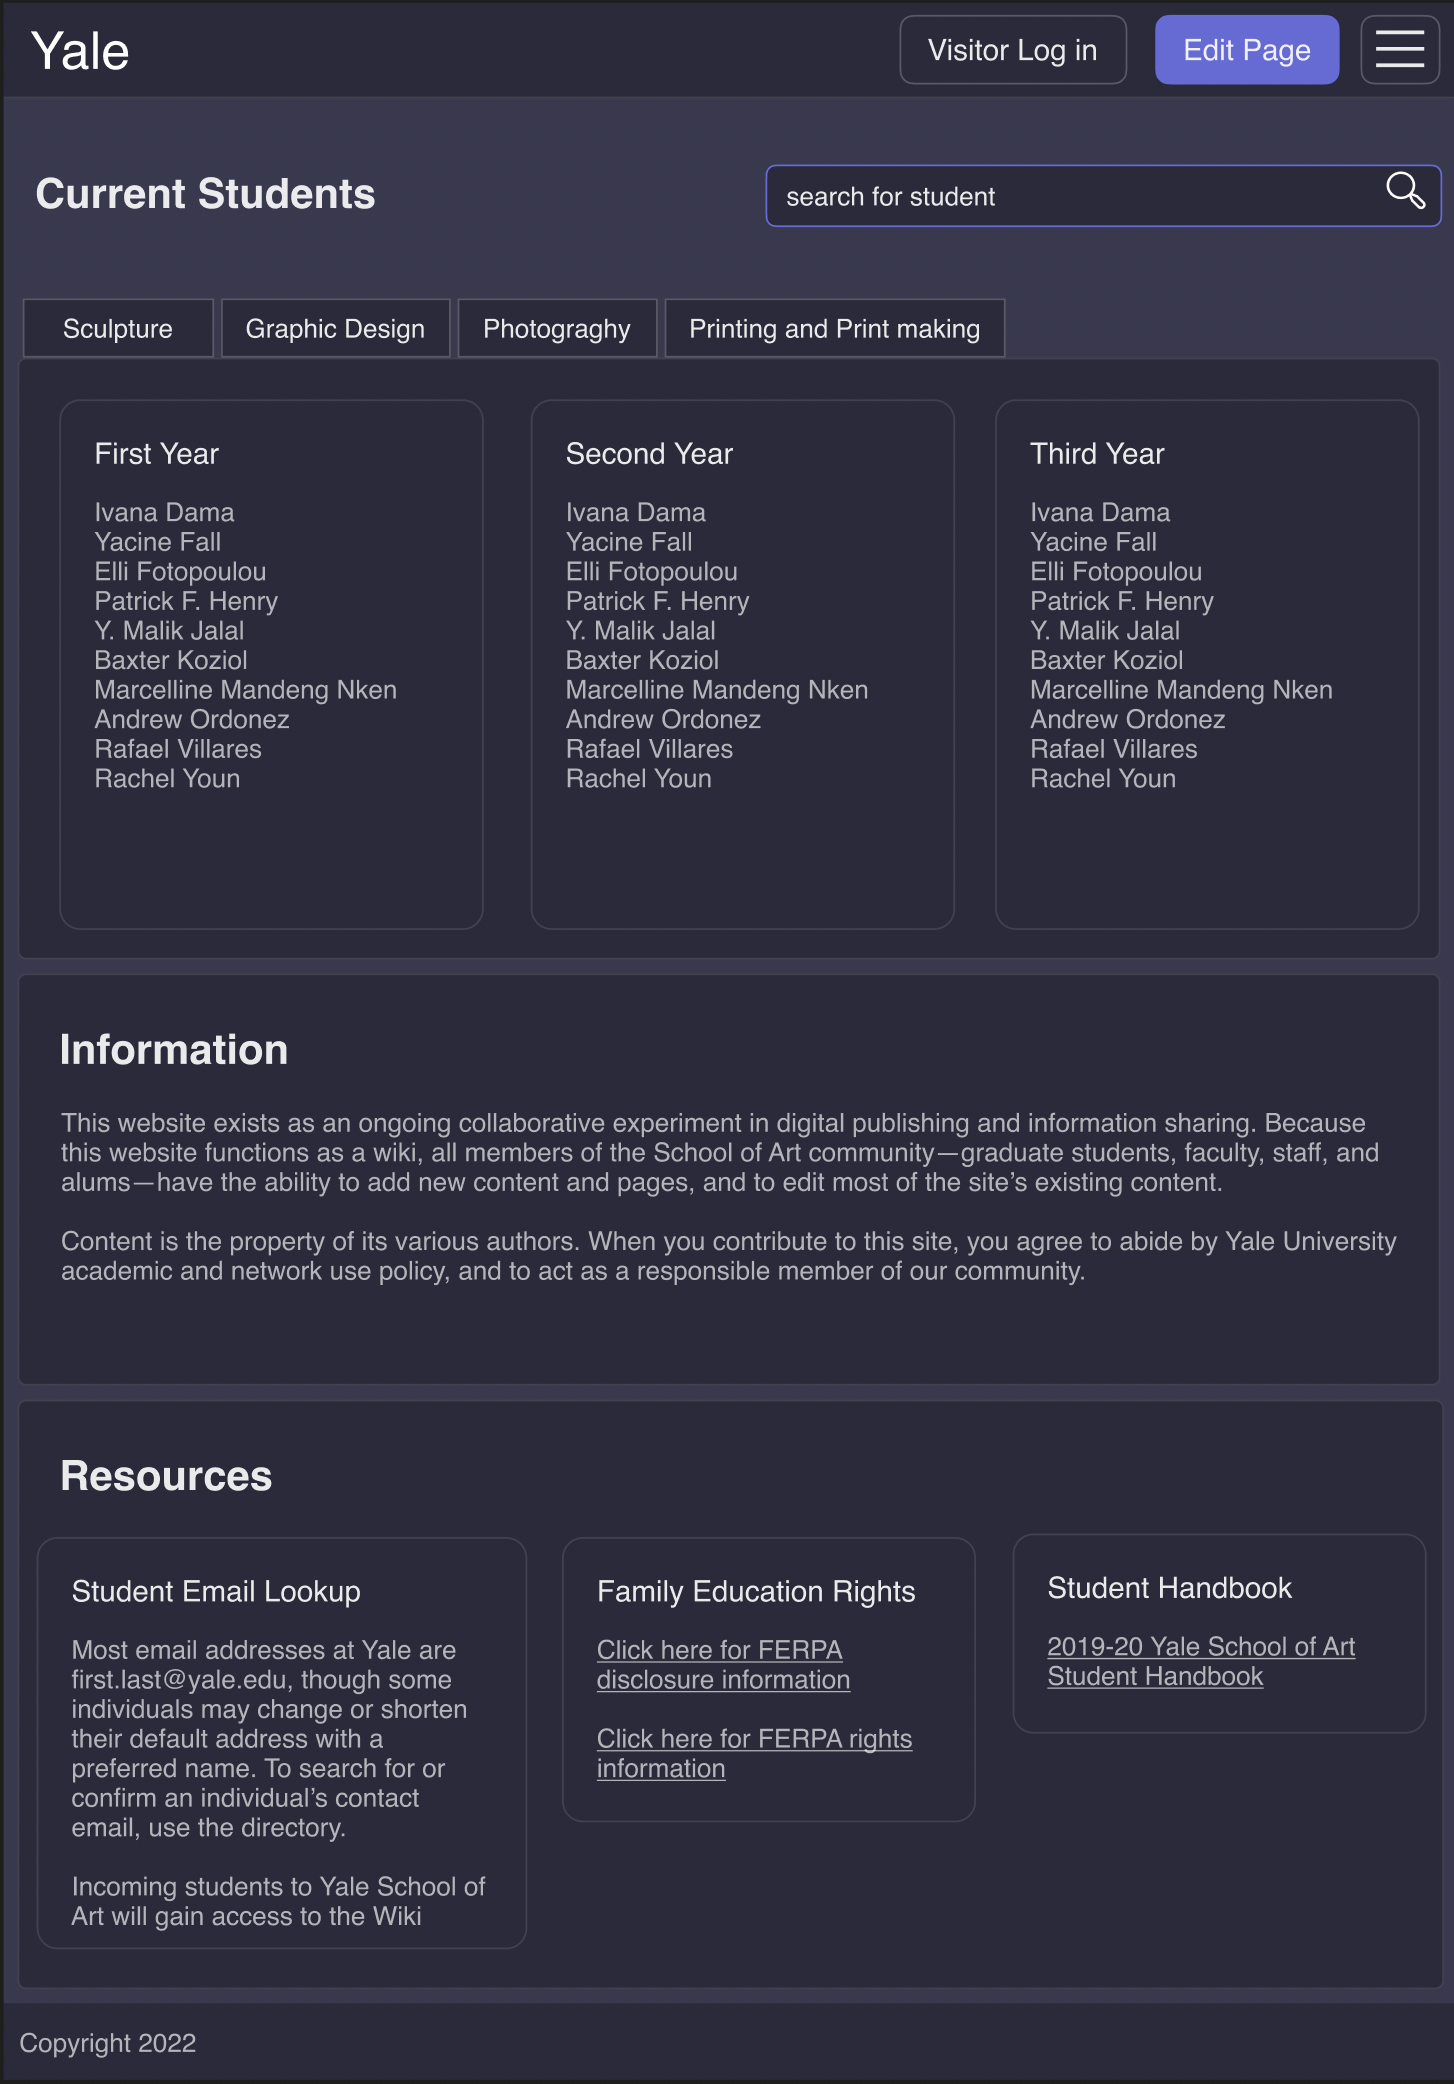 Yale
Visitor Log in
Edit Page
Current Students
search for student
Sculpture
Graphic Design
Photograghy
Printing and Print making
First Year
Ivana Dama
Yacine Fall
Elli Fotopoulou
Patrick F. Henry
Y. Malik Jalal
Baxter Koziol
Marcelline Mandeng Nken
Andrew Ordonez
Rafael Villares
Rachel Youn
Second Year
Ivana Dama
Yacine Fall
Elli Fotopoulou
Patrick F. Henry
Y. Malik Jalal
Baxter Koziol
Marcelline Mandeng Nken
Andrew Ordonez
Rafael Villares
Rachel Youn
Third Year
Ivana Dama
Yacine Fall
Elli Fotopoulou
Patrick F. Henry
Y. Malik Jalal
Baxter Koziol
Marcelline Mandeng Nken
Andrew Ordonez
Rafael Villares
Rachel Youn
Information
This website exists as an ongoing collaborative experiment in digital publishing and information sharing. Because
this website functions as a wiki, all members of the School of Art community—graduate students, faculty, staff, and
alums—have the ability to add new content and pages, and to edit most of the site’s existing content.
Content is the property of its various authors. When you contribute to this site, you agree to abide by Yale University
academic and network use policy, and to act as a responsible member of our community.
Resources
Student Email Lookup
Most email addresses at Yale are
first.last@yale.edu, though some
individuals may change or shorten
their default address with a
preferred name. To search for or
confirm an individual’s contact
email, use the directory.
Incoming students to Yale School of
Art will gain access to the Wiki
Family Education Rights
Click here for FERPA
disclosure information
Click here for FERPA rights
information
Student Handbook
2019-20 Yale School of Art
Student Handbook
Copyright 2022